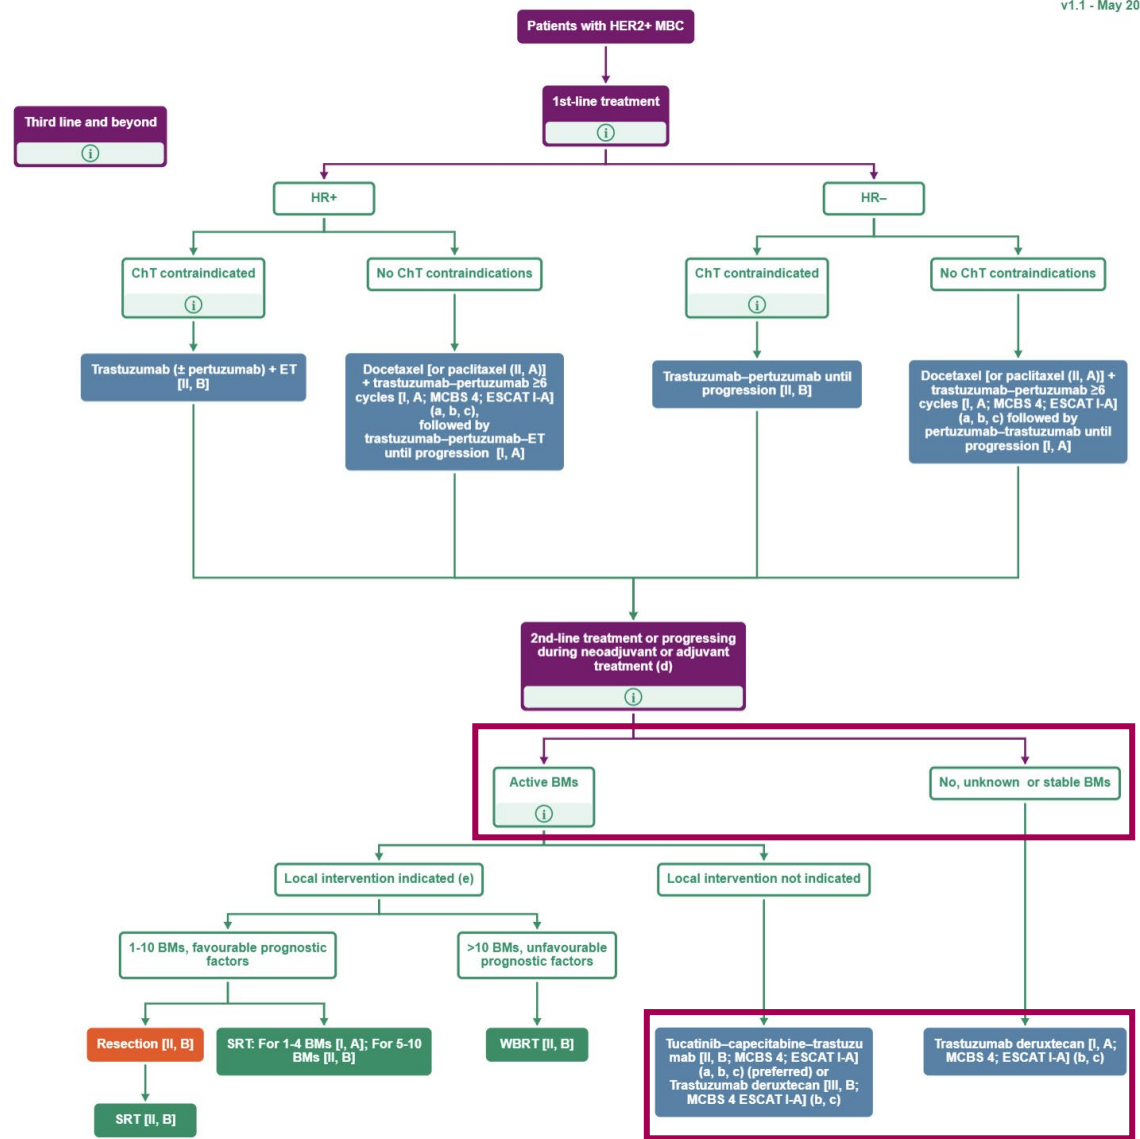 v1.1 - May 20
Patients with HER2+ MBC
1st-line treatment
i
Third line and beyond
i
HR+
HR–
ChT contraindicated
i
No ChT contraindications
ChT contraindicated
i
No ChT contraindications
Trastuzumab (± pertuzumab) + ET
[II, B]
Docetaxel [or paclitaxel (II, A)]
+ trastuzumab–pertuzumab ≥6
cycles [I, A; MCBS 4; ESCAT I-A]
(a, b, c),
followed by
trastuzumab–pertuzumab–ET
until progression [I, A]
Trastuzumab–pertuzumab until
progression [II, B]
Docetaxel [or paclitaxel (II, A)] +
trastuzumab–pertuzumab ≥6
cycles [I, A; MCBS 4; ESCAT I-A]
(a, b, c) followed by
pertuzumab–trastuzumab until
progression [I, A]
2nd-line treatment or progressing
during neoadjuvant or adjuvant
treatment (d)
i
Active BMs
i
No, unknown or stable BMs
Local intervention indicated (e)
Local intervention not indicated
1-10 BMs, favourable prognostic
factors
>10 BMs, unfavourable
prognostic factors
Resection [II, B]
SRT: For 1-4 BMs [I, A]; For 5-10
BMs [II, B]
WBRT [II, B]
Tucatinib–capecitabine–trastuzu
mab [II, B; MCBS 4; ESCAT I-A]
(a, b, c) (preferred) or
Trastuzumab deruxtecan [III, B;
MCBS 4 ESCAT I-A] (b, c)
Trastuzumab deruxtecan [I, A;
MCBS 4; ESCAT I-A] (b, c)
SRT [II, B]